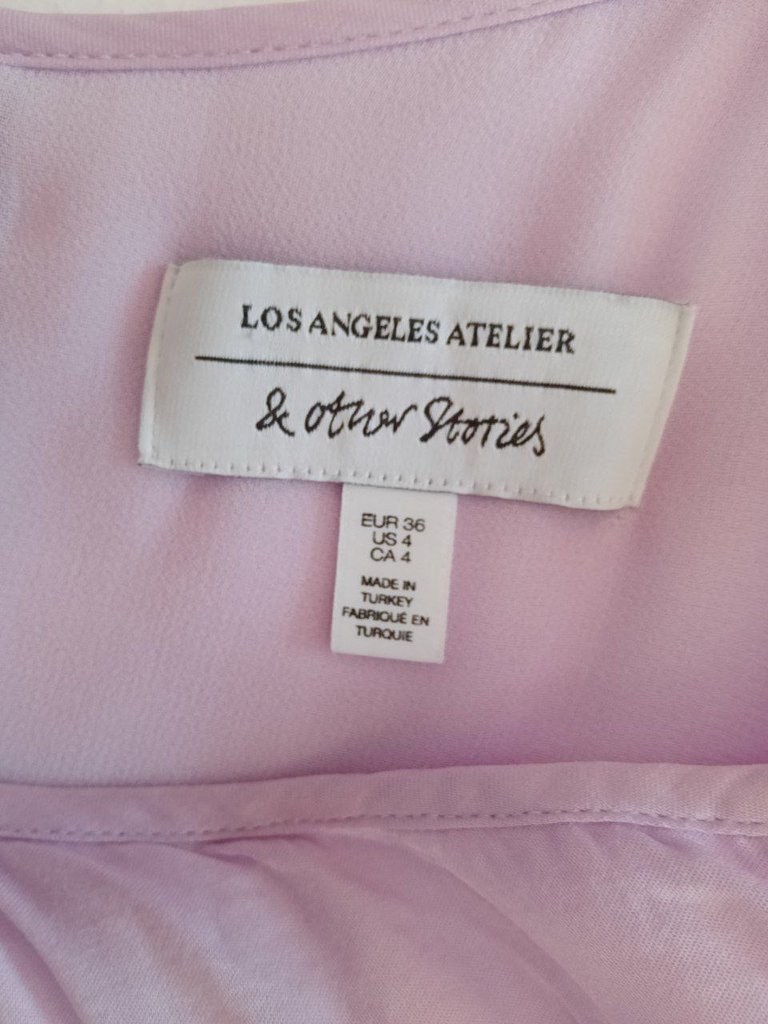 LOS ANGELES ATELIER
& other Stories
EUR 36
US 4
CA 4
MADE IN
TURKEY
FABRIQUÉ EN
TURQUIE